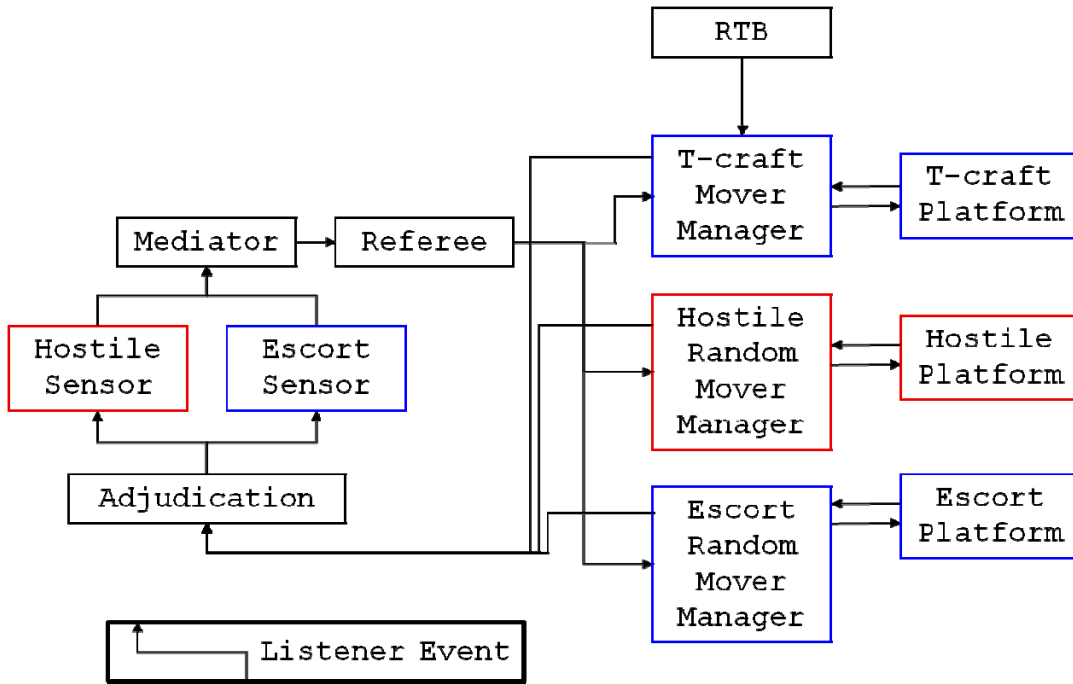 RTB
T-craft
Mover
Manager
T-craft
Platform
Mediator
Referee
Hostile
Sensor
Escort
Sensor
Hostile
Random
Mover
Manager
Hostile
Platform
Adjudication
Escort
Random
Mover
Manager
Escort
Platform
Listener Event